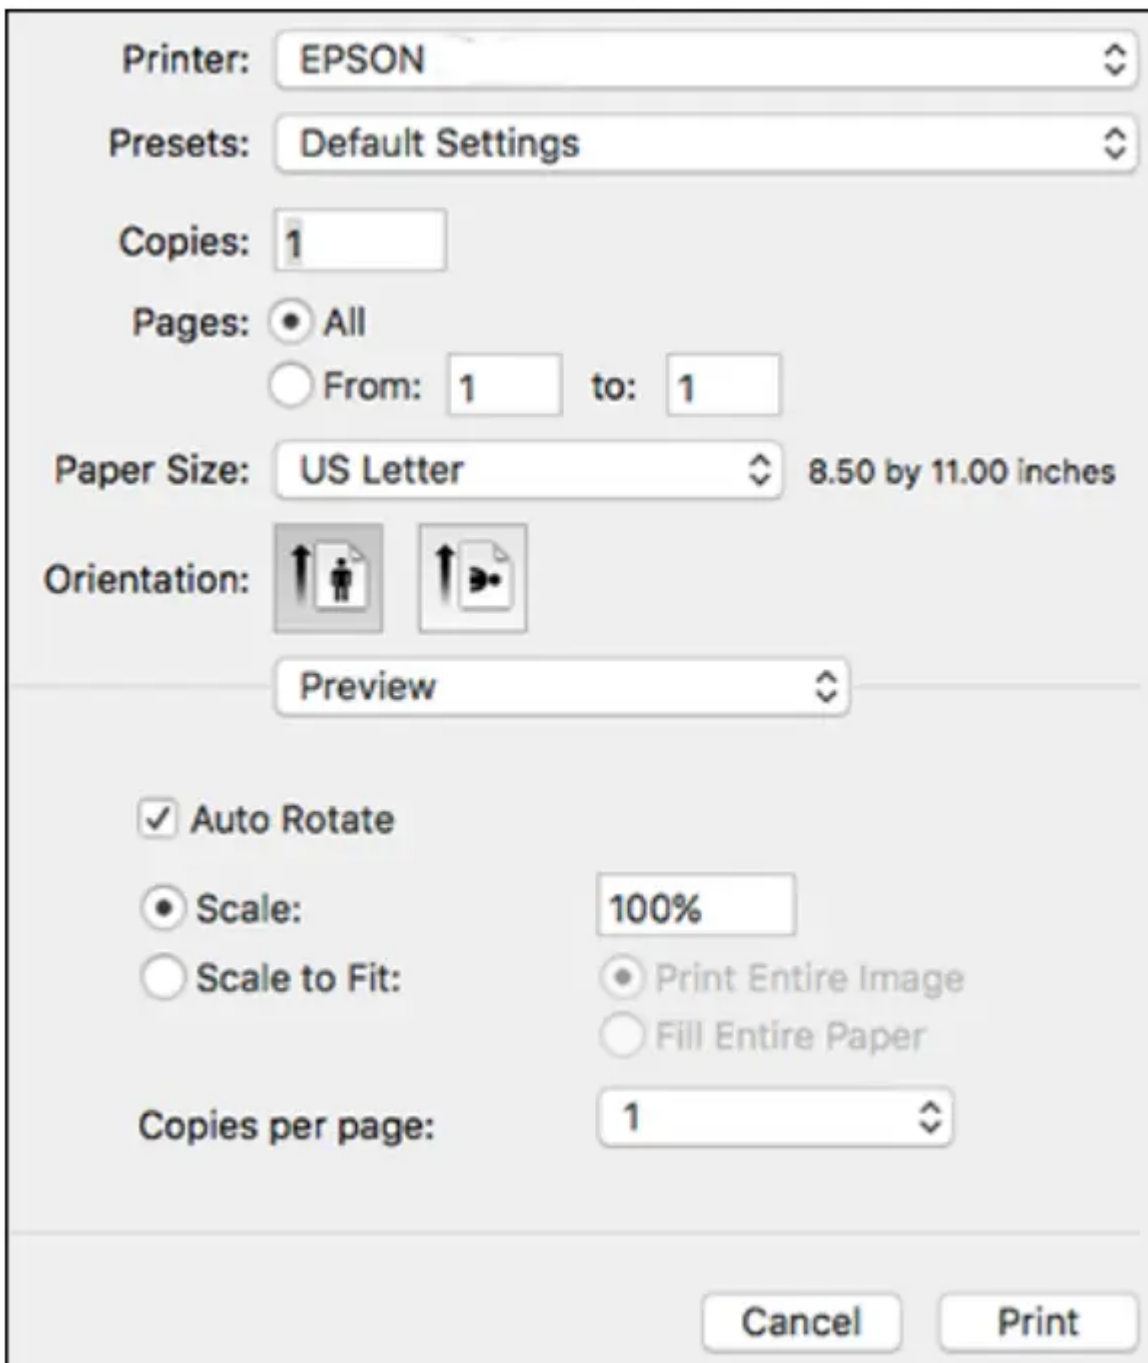 Printer: EPSON
Presets: Default Settings
Copies: 1
Pages: All
From: 1 to: 1
Paper Size: US Letter 8.50 by 11.00 inches
Orientation:
Preview
Auto Rotate
Scale: 100%
Scale to Fit: Print Entire Image
Fill Entire Paper
Copies per page: 1
Cancel Print